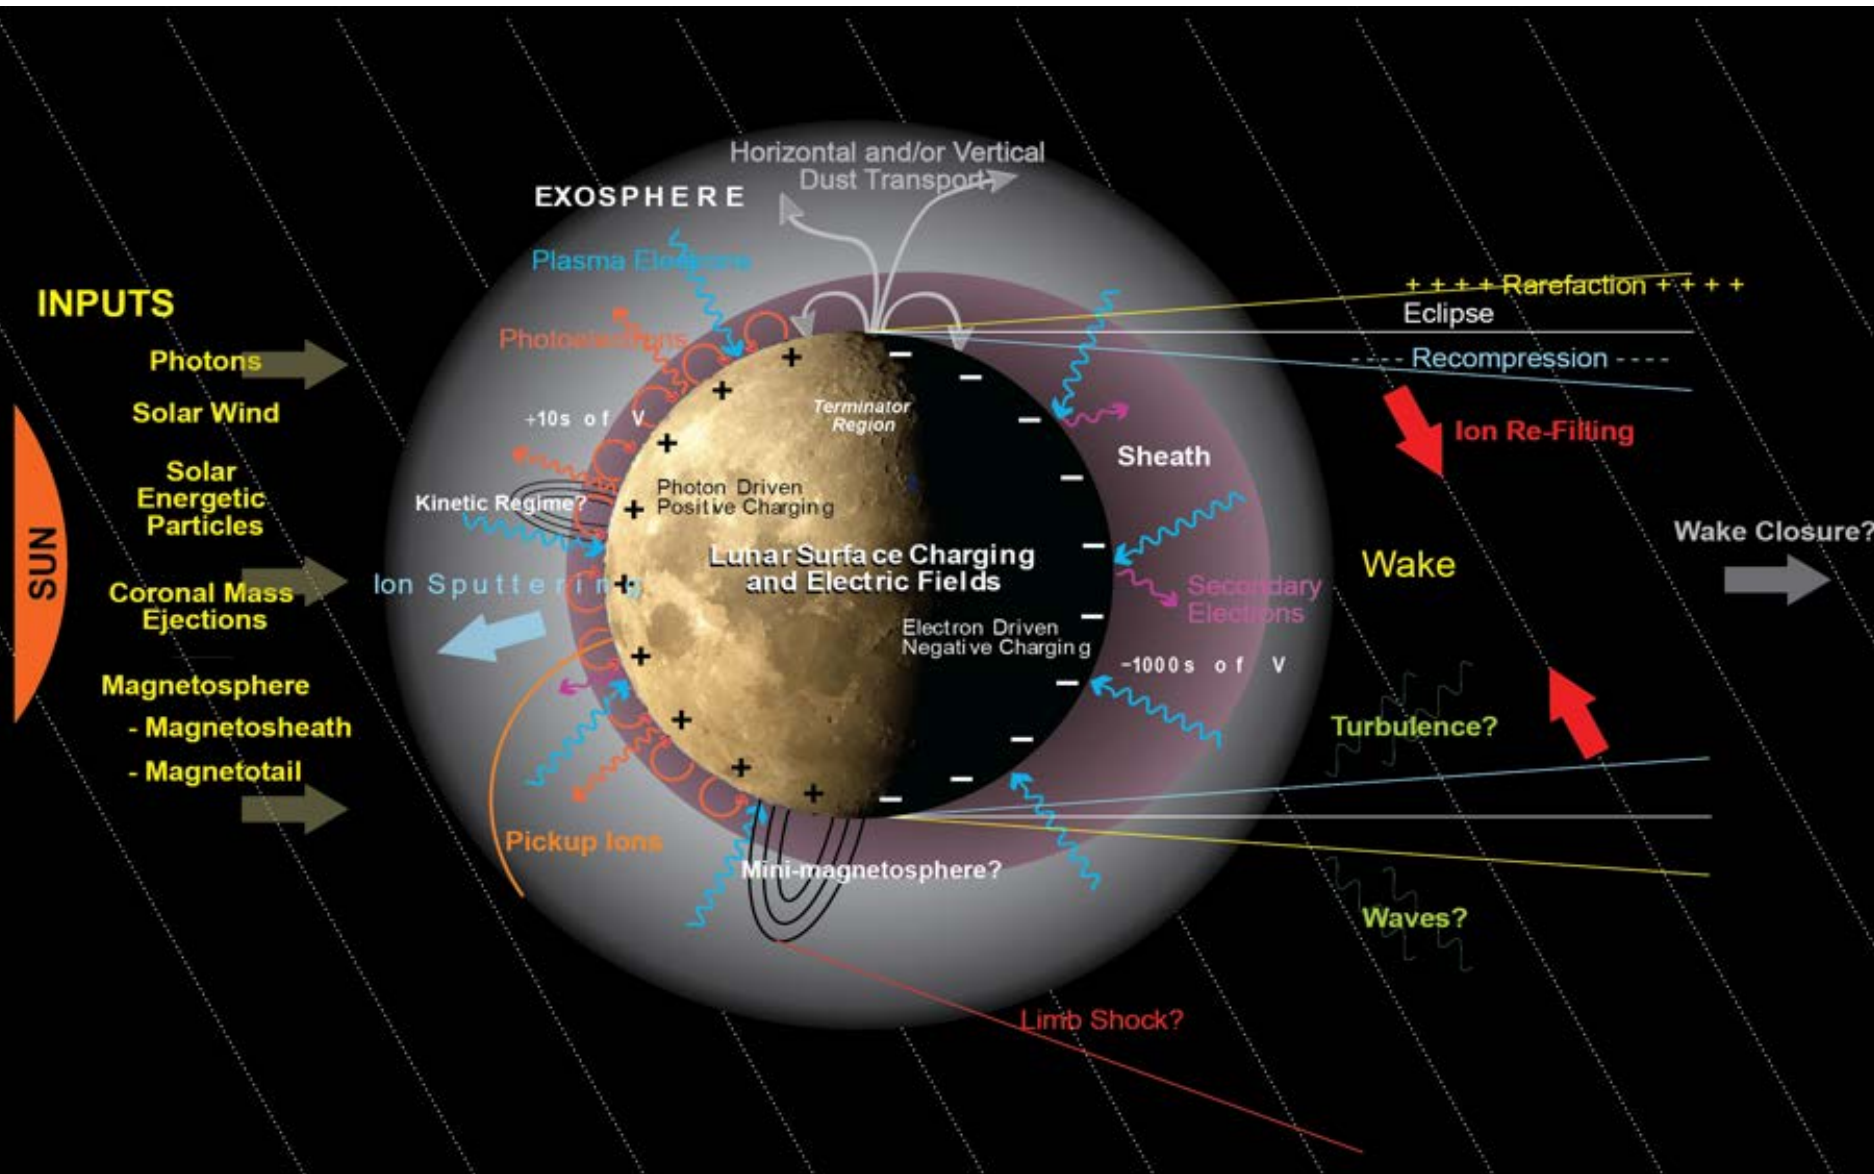 Horizontal and/or Vertical
Dust Transport
EXOSPHERE
Plasma Electrons
INPUTS
Photons
Solar Wind
Solar
Energetic
Particles
Coronal Mass
Ejections
Magnetosphere
- Magnetosheath
- Magnetotail
SUN
Photoelectrons
+10s of V
Kinetic Regime?
Ion Sputtering
Pickup Ions
Terminator
Region
Photon Driven
Positive Charging
Lunar Surface Charging
and Electric Fields
Electron Driven
Negative Charging
Mini-magnetosphere?
Limb Shock?
Sheath
Secondary
Electrons
-1000s of V
+ + + + Rarefaction + + + +
Eclipse
- - - - Recompression - - - -
Ion Re-Filling
Wake
Wake Closure?
Turbulence?
Waves?